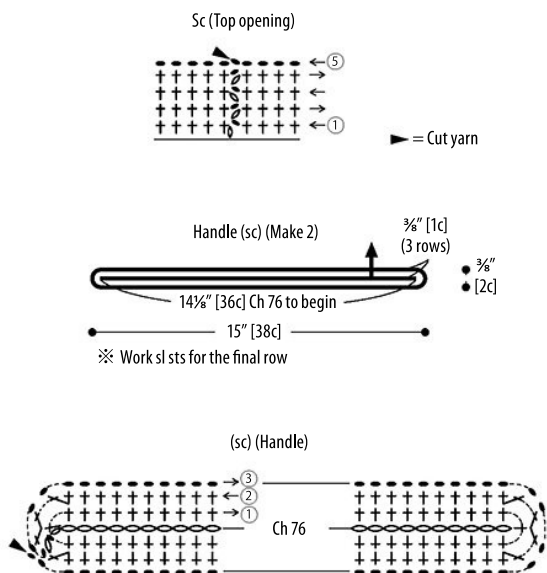 Sc (Top opening)
⑤
①
= Cut yarn
Handle (sc) (Make 2)
⅜" [1c]
(3 rows)
⅜"
[2c]
14⅛" [36c] Ch 76 to begin
15" [38c]
※ Work sl sts for the final row
(sc) (Handle)
③
②
①
Ch 76